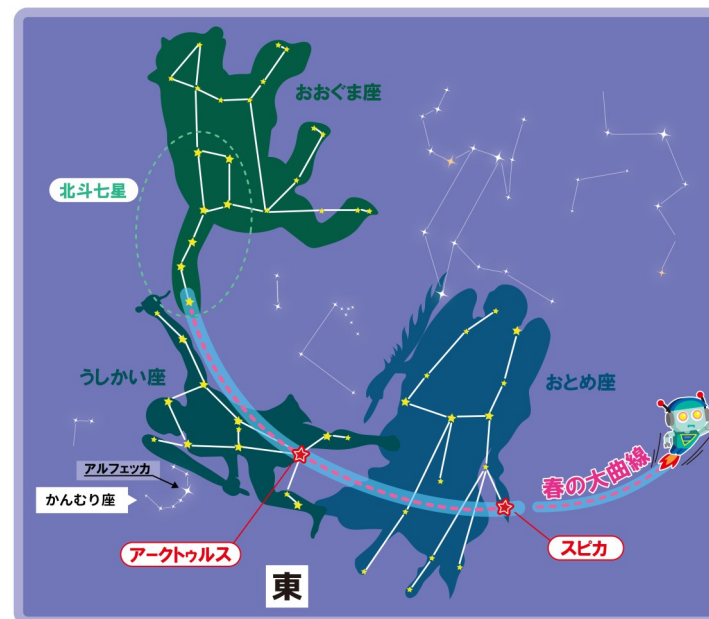 おおぐま座
北斗七星
うしかい座
おとめ座
アルフェッカ
かんむり座
春の大曲線
アークトゥルス
スピカ
東